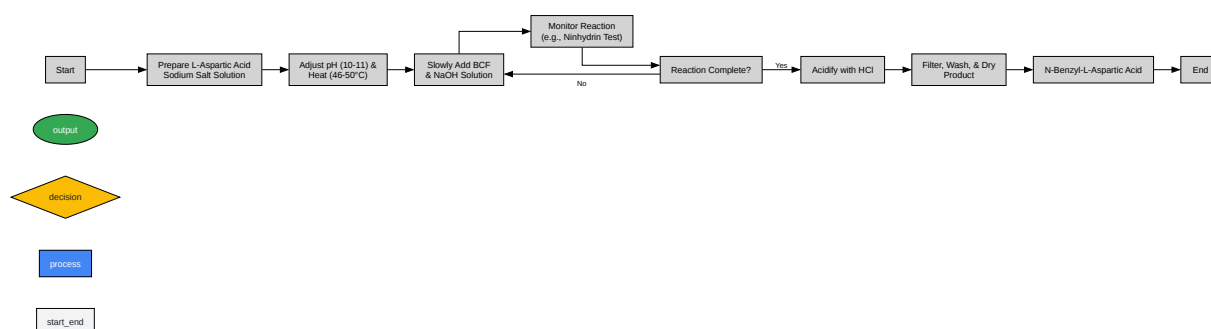 Start
Prepare L-Aspartic Acid
Sodium Salt Solution
Adjust pH (10-11) &
Heat (46-50°C)
Slowly Add BCF
& NaOH Solution
Monitor Reaction
(e.g., Ninhydrin Test)
Reaction Complete?
Yes
No
Acidify with HCl
Filter, Wash, & Dry
Product
N-Benzyl-L-Aspartic Acid
End
output
decision
process
start_end